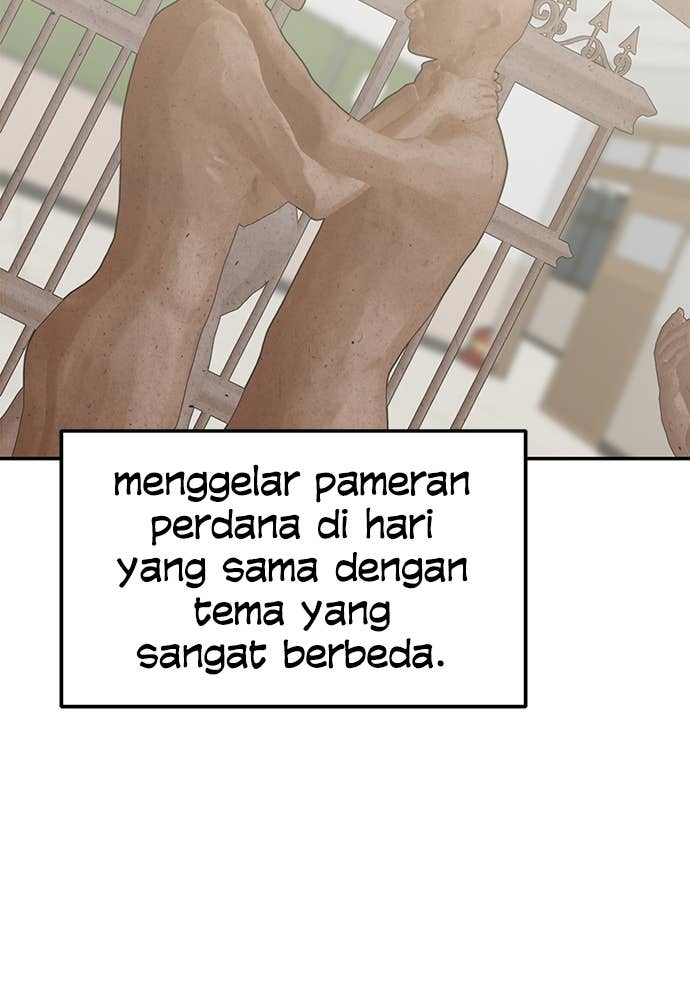 menggelar pameran
perdana di hari
yang sama dengan
tema yang
sangat berbeda.